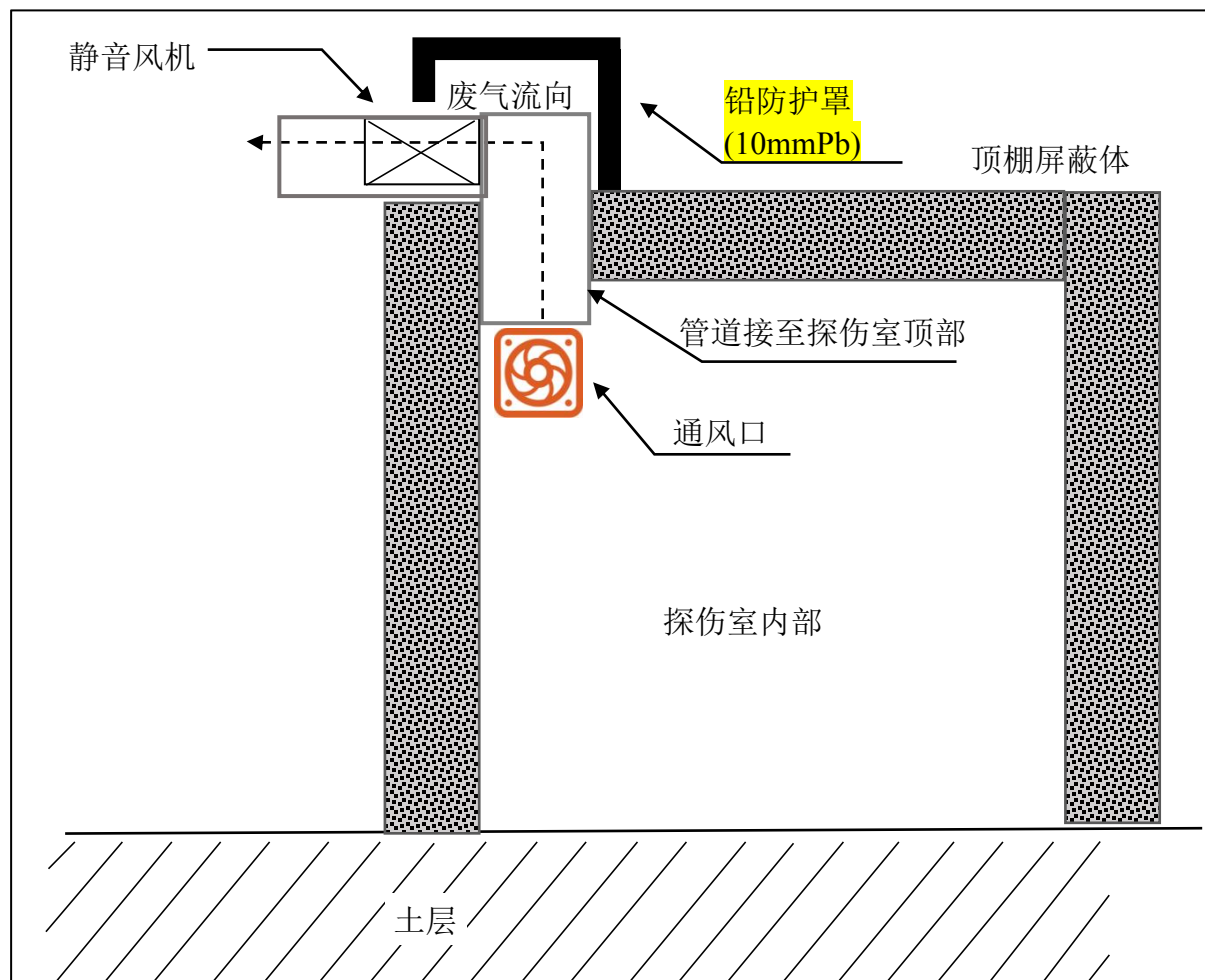 静音风机
废气流向
铅防护罩
(10mmPb)
顶棚屏蔽体
管道接至探伤室顶部
通风口
探伤室内部
土层